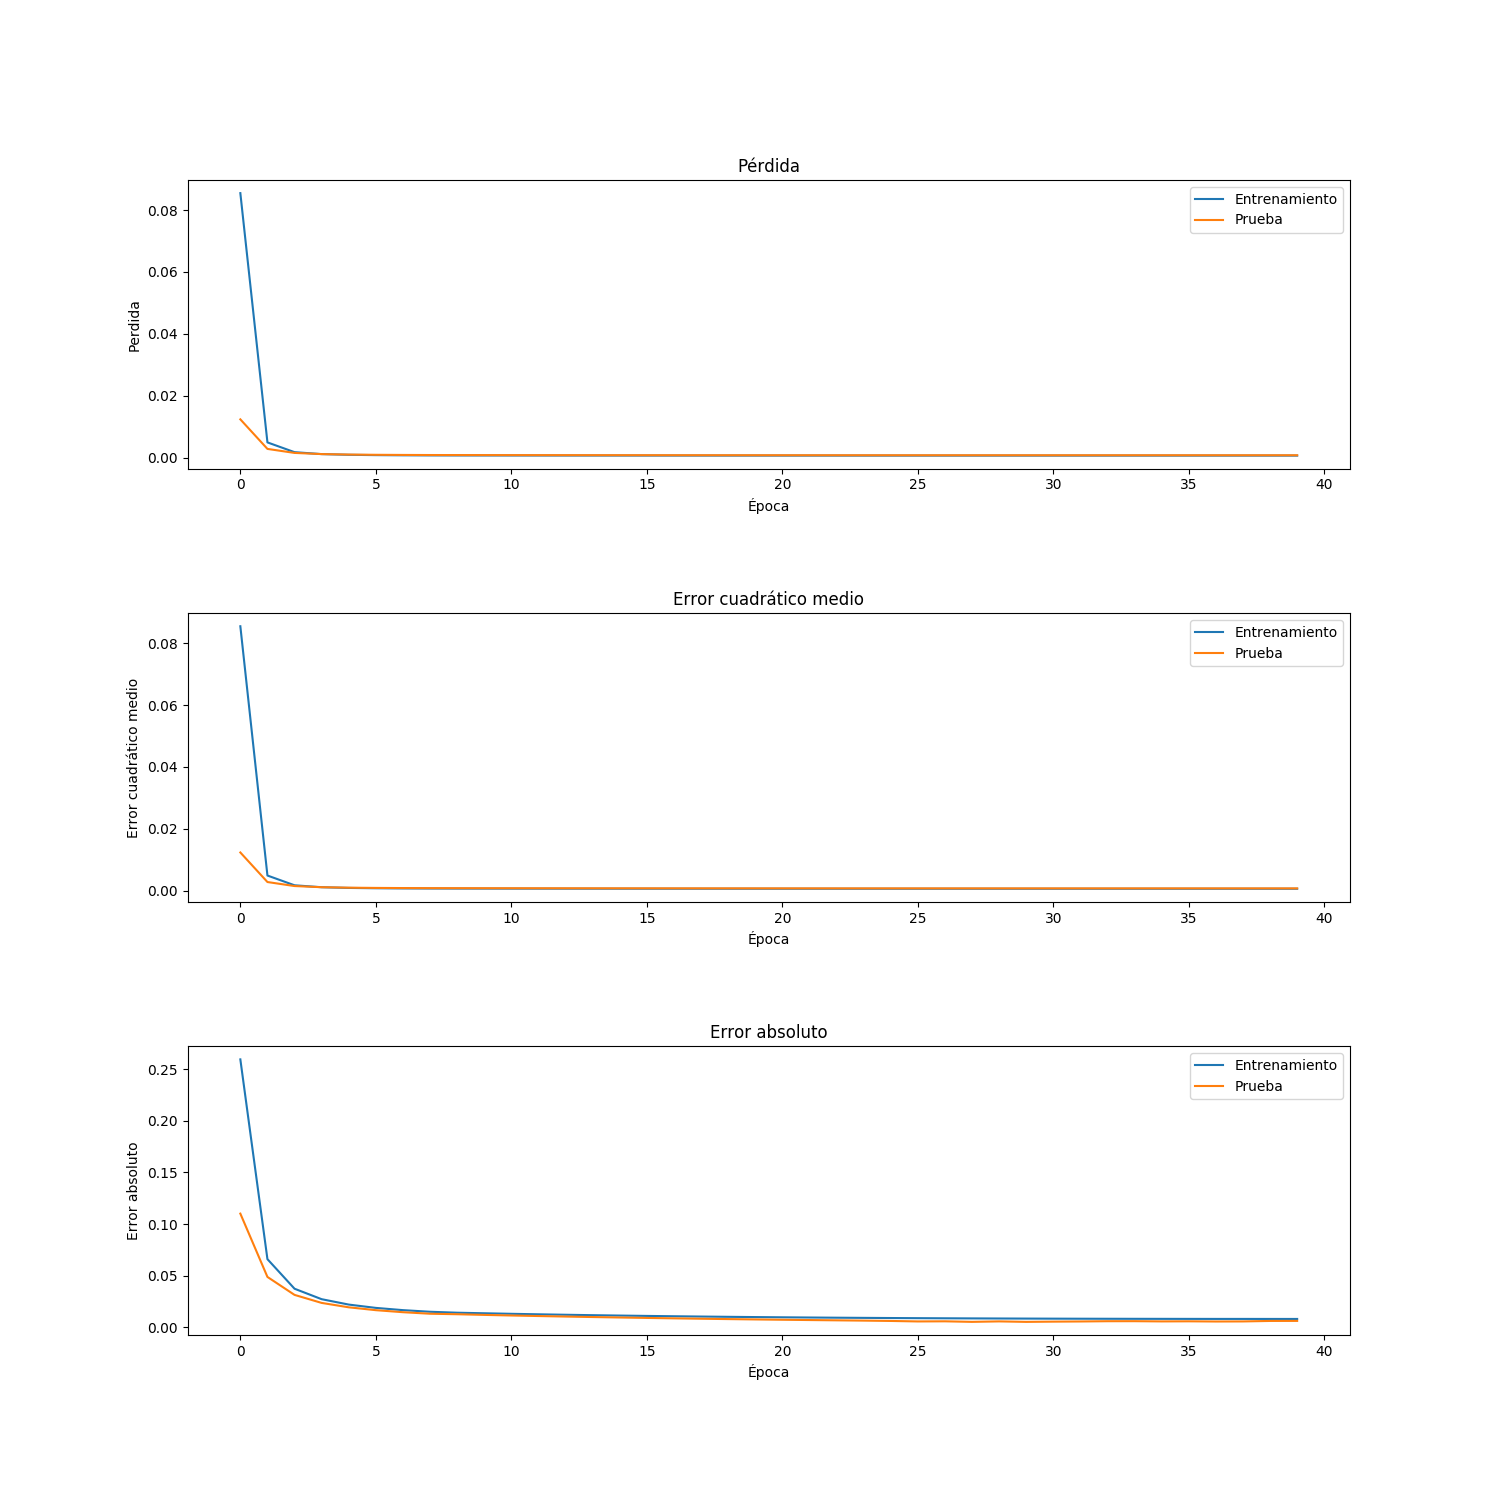 Pérdida
Entrenamiento
Prueba
Perdida
0.08
0.06
0.04
0.02
0.00
0 5 10 15 20 25 30 35 40
Época
Error cuadrático medio
Entrenamiento
Prueba
Error cuadrático medio
0.08
0.06
0.04
0.02
0.00
0 5 10 15 20 25 30 35 40
Época
Error absoluto
Entrenamiento
Prueba
Error absoluto
0.25
0.20
0.15
0.10
0.05
0.00
0 5 10 15 20 25 30 35 40
Época